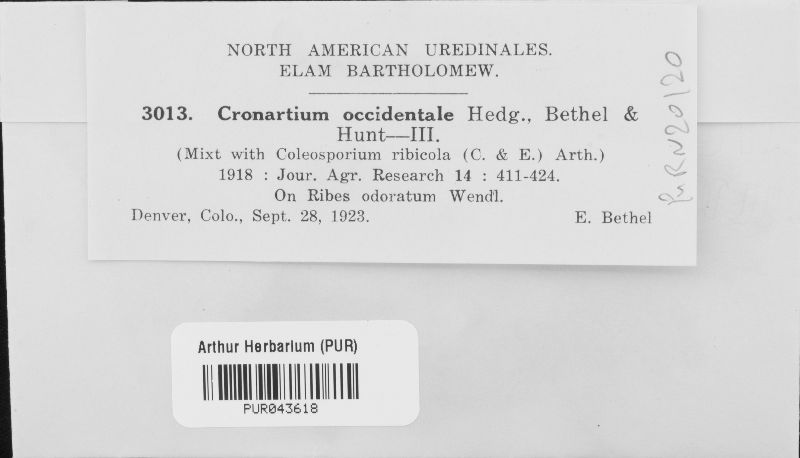 NORTH AMERICAN UREDINALES.
ELAM BARTHOLOMEW.
3013. Cronartium occidentale Hedg., Bethel &
Hunt—III.
(Mixt with Coleosporium ribicola (C. & E.) Arth.)
1918 : Jour. Agr. Research 14 : 411-424.
On Ribes odoratum Wendl.
Denver, Colo., Sept. 28, 1923. E. Bethel
PURN20120
Arthur Herbarium (PUR)
PUR043618